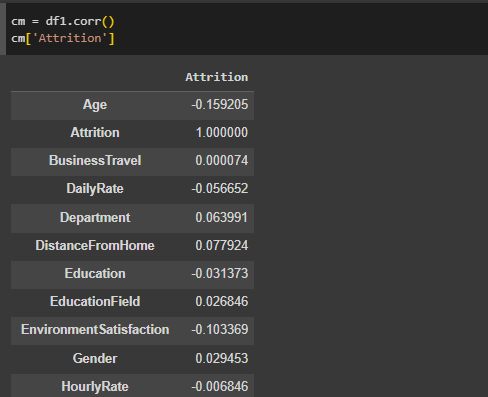 cm = df1.corr()
cm['Attrition']
Attrition
Age -0.159205
Attrition 1.000000
BusinessTravel 0.000074
DailyRate -0.056652
Department 0.063991
DistanceFromHome 0.077924
Education -0.031373
EducationField 0.026846
EnvironmentSatisfaction -0.103369
Gender 0.029453
HourlyRate -0.006846